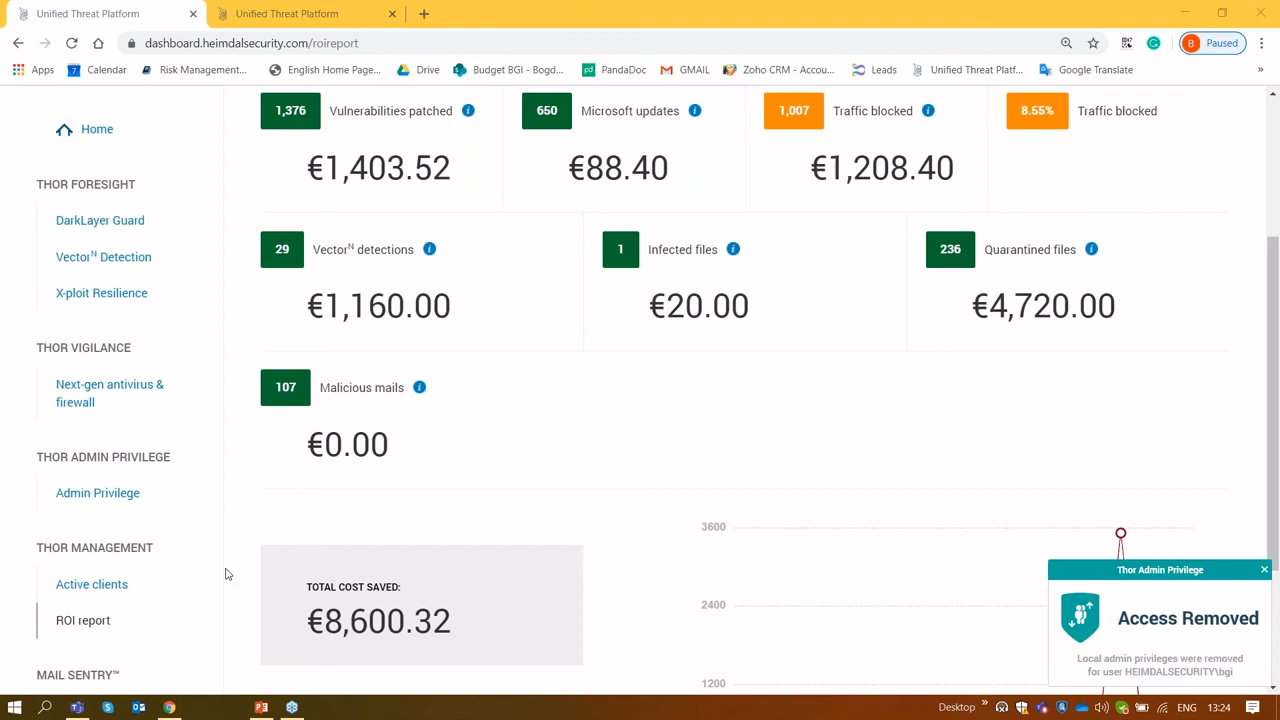 Unified Threat Platform
Unified Threat Platform
dashboard.heimdalsecurity.com/roireport
B Paused
Apps
7 Calendar
Risk Management...
English Home Page...
Drive
Budget BGI - Bogd...
pd PandaDoc
GMAIL
Zoho CRM - Accou...
Leads
Unified Threat Platf...
Google Translate
»
Home
THOR FORESIGHT
DarkLayer Guard
VectorN Detection
X-ploit Resilience
THOR VIGILANCE
Next-gen antivirus &
firewall
THOR ADMIN PRIVILEGE
Admin Privilege
THOR MANAGEMENT
Active clients
ROI report
MAIL SENTRY™
1,376 Vulnerabilities patched i
€1,403.52
650 Microsoft updates i
€88.40
1,007 Traffic blocked i
€1,208.40
8.55% Traffic blocked
29 VectorN detections i
€1,160.00
1 Infected files i
€20.00
236 Quarantined files i
€4,720.00
107 Malicious mails i
€0.00
TOTAL COST SAVED:
€8,600.32
3600
2400
1200
Thor Admin Privilege
Access Removed
Local admin privileges were removed
for user HEIMDALSECURITY\bgi
Desktop » ENG 13:24